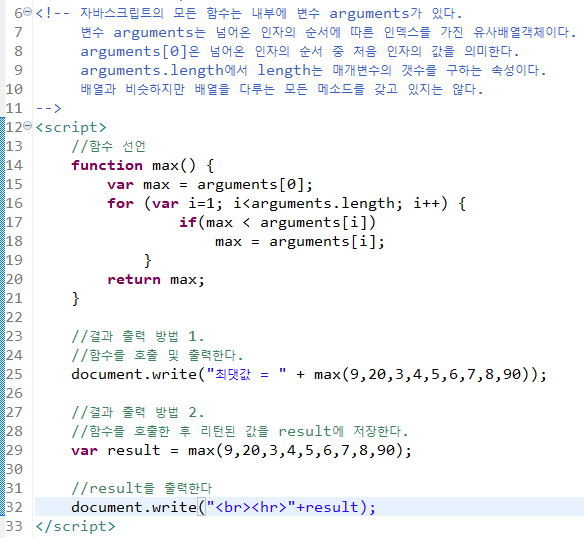 6 <!-- 자바스크립트의 모든 함수는 내부에 변수 arguments가 있다.
7 변수 arguments는 넘어온 인자의 순서에 따른 인덱스를 가진 유사배열객체이다.
8 arguments[0]은 넘어온 인자의 순서 중 처음 인자의 값을 의미한다.
9 arguments.length에서 length는 매개변수의 갯수를 구하는 속성이다.
10 배열과 비슷하지만 배열을 다루는 모든 메소드를 갖고 있지는 않다.
11 -->
12 <script>
13 //함수 선언
14 function max() {
15 var max = arguments[0];
16 for (var i=1; i<arguments.length; i++) {
17 if(max < arguments[i])
18 max = arguments[i];
19 }
20 return max;
21 }
22
23 //결과 출력 방법 1.
24 //함수를 호출 및 출력한다.
25 document.write("최댓값 = " + max(9,20,3,4,5,6,7,8,90));
26
27 //결과 출력 방법 2.
28 //함수를 호출한 후 리턴된 값을 result에 저장한다.
29 var result = max(9,20,3,4,5,6,7,8,90);
30
31 //result를 출력한다
32 document.write("<br><hr>"+result);
33 </script>